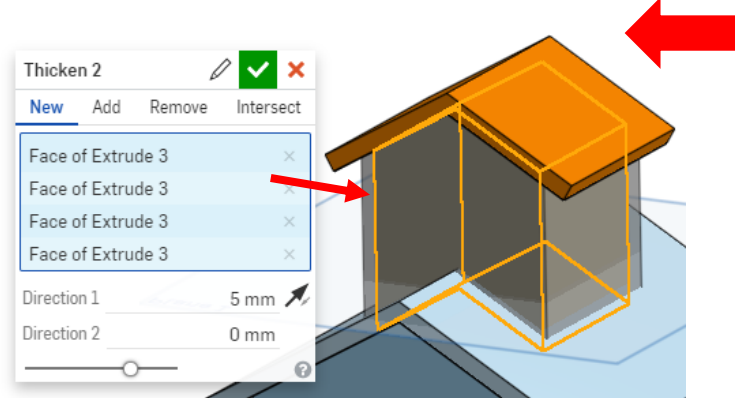 Thicken 2
New Add Remove Intersect
Face of Extrude 3
Face of Extrude 3
Face of Extrude 3
Face of Extrude 3
Direction 1 5 mm
Direction 2 0 mm
?